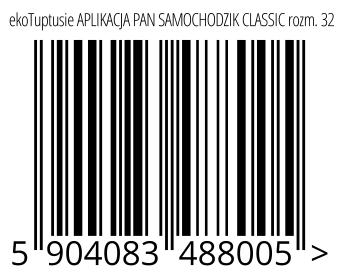 ekoTuptusie APLIKACJA PAN SAMOCHODZIK CLASSIC rozm. 32
5 904083 488005 >